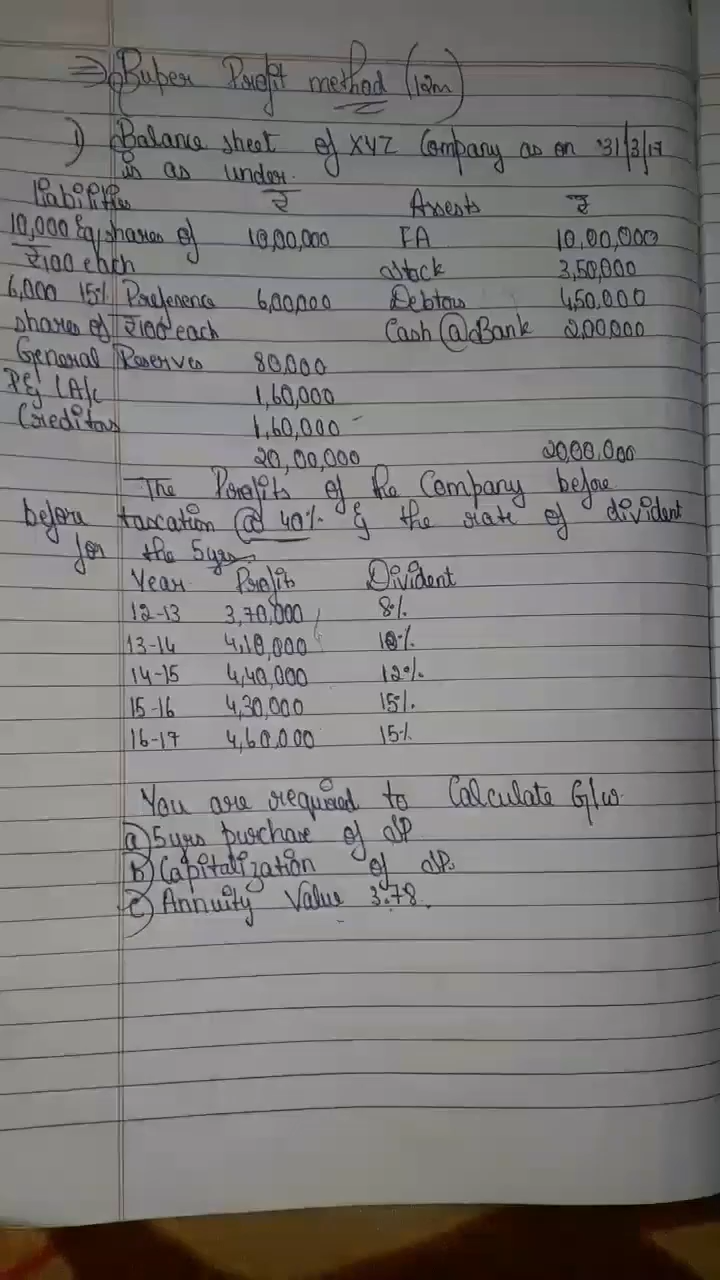 ⇒ Super Profit method (12m)
1) Balance sheet of XYZ Company as on 31/3/17
is as under.
Liabilities ₹ Assests ₹
10,000 Eq shares of 10,00,000 FA 10,00,000
₹100 each stock 3,50,000
6,000 15% Preference 6,00,000 Debtors 4,50,000
shares of ₹100 each Cash @ Bank 2,00,000
General Reserves 80,000
P&L A/c 1,60,000
Creditors 1,60,000
20,00,000 2000,000
The Profits of the Company before
before taxation @ 40% & the rate of divident
for the 5yrs
Year Profit Divident
12-13 3,70,000 8%
13-14 4,10,000 10%
14-15 4,40,000 12%
15-16 4,30,000 15%
16-17 4,60,000 15%
You are required to Calculate G/w
a) 5yrs purchase of SP
b) Capitalization of SP.
c) Annuity Value 3.78.